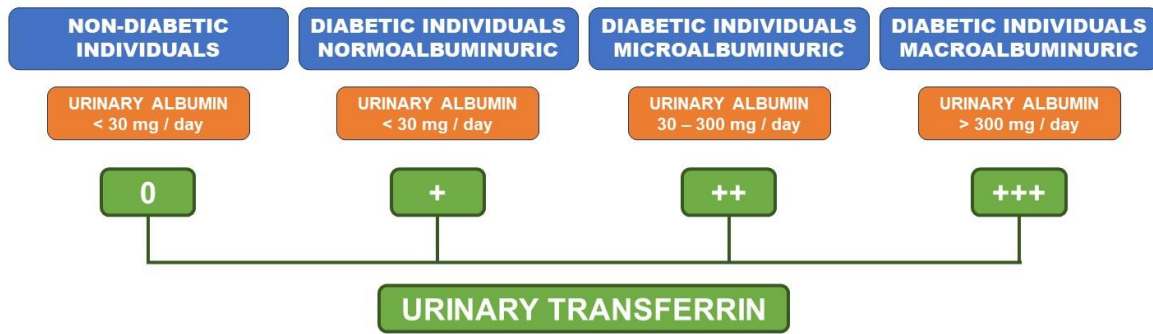 NON-DIABETIC
INDIVIDUALS
DIABETIC INDIVIDUALS
NORMOALBUMINURIC
DIABETIC INDIVIDUALS
MICROALBUMINURIC
DIABETIC INDIVIDUALS
MACROALBUMINURIC
URINARY ALBUMIN
< 30 mg / day
URINARY ALBUMIN
< 30 mg / day
URINARY ALBUMIN
30 – 300 mg / day
URINARY ALBUMIN
> 300 mg / day
0
+
++
+++
URINARY TRANSFERRIN